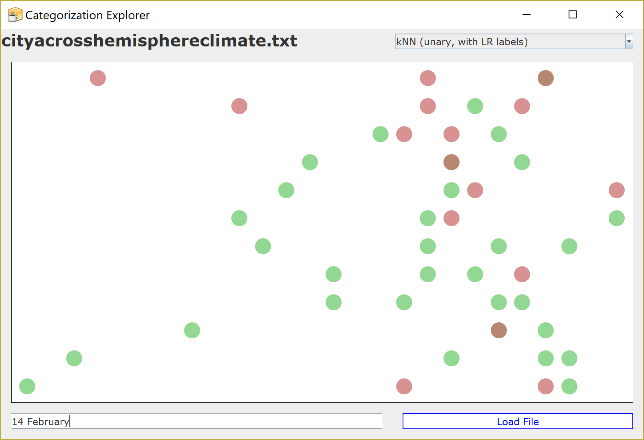 Categorization Explorer
cityacrosshemisphereclimate.txt
kNN (unary, with LR labels)
14 February
Load File